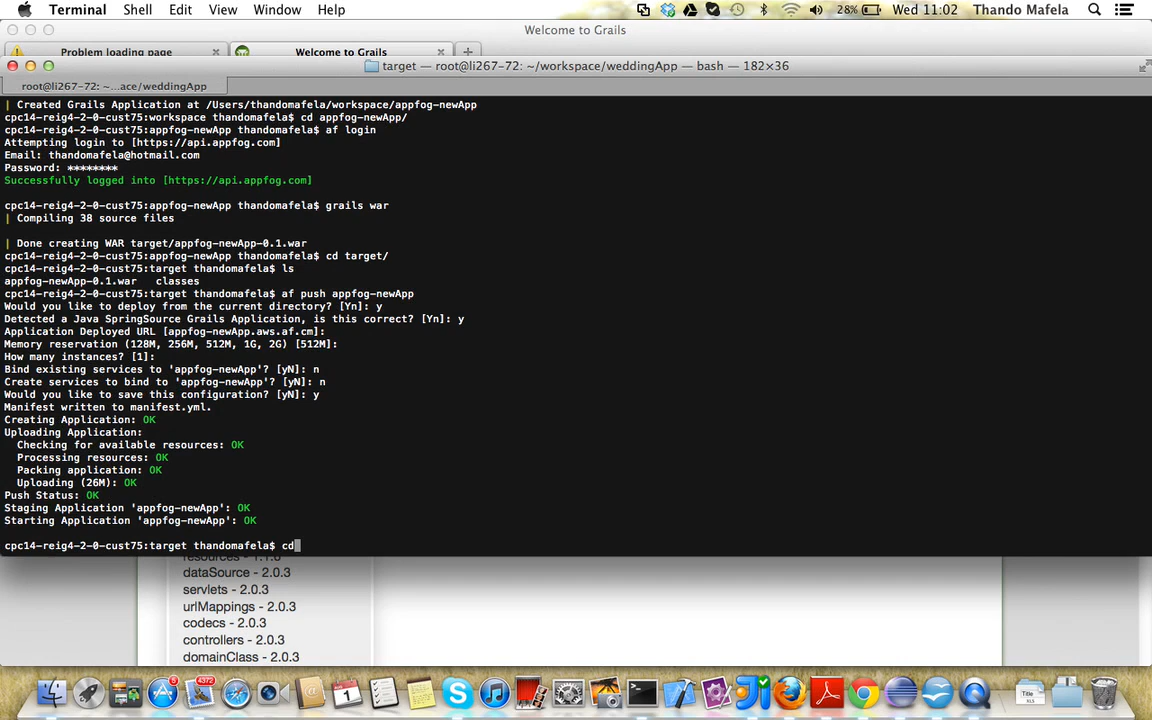 Terminal Shell Edit View Window Help 28% Wed 11:02 Thando Mafela
Welcome to Grails
Problem loading page Welcome to Grails
target — root@li267-72: ~/workspace/weddingApp — bash — 182×36
root@li267-72: ~...ace/weddingApp
| Created Grails Application at /Users/thandomafela/workspace/appfog-newApp
cpc14-reig4-2-0-cust75:workspace thandomafela$ cd appfog-newApp/
cpc14-reig4-2-0-cust75:appfog-newApp thandomafela$ af login
Attempting login to [https://api.appfog.com]
Email: thandomafela@hotmail.com
Password: ********
Successfully logged into [https://api.appfog.com]
cpc14-reig4-2-0-cust75:appfog-newApp thandomafela$ grails war
| Compiling 38 source files
| Done creating WAR target/appfog-newApp-0.1.war
cpc14-reig4-2-0-cust75:appfog-newApp thandomafela$ cd target/
cpc14-reig4-2-0-cust75:target thandomafela$ ls
appfog-newApp-0.1.war classes
cpc14-reig4-2-0-cust75:target thandomafela$ af push appfog-newApp
Would you like to deploy from the current directory? [Yn]: y
Detected a Java SpringSource Grails Application, is this correct? [Yn]: y
Application Deployed URL [appfog-newApp.aws.af.cm]:
Memory reservation (128M, 256M, 512M, 1G, 2G) [512M]:
How many instances? [1]:
Bind existing services to 'appfog-newApp'? [yN]: n
Create services to bind to 'appfog-newApp'? [yN]: n
Would you like to save this configuration? [yN]: y
Manifest written to manifest.yml.
Creating Application: OK
Uploading Application:
Checking for available resources: OK
Processing resources: OK
Packing application: OK
Uploading (26M): OK
Push Status: OK
Staging Application 'appfog-newApp': OK
Starting Application 'appfog-newApp': OK
cpc14-reig4-2-0-cust75:target thandomafela$ cd
dataSource - 2.0.3
servlets - 2.0.3
urlMappings - 2.0.3
codecs - 2.0.3
controllers - 2.0.3
domainClass - 2.0.3
5
4372
1
Title
XLS